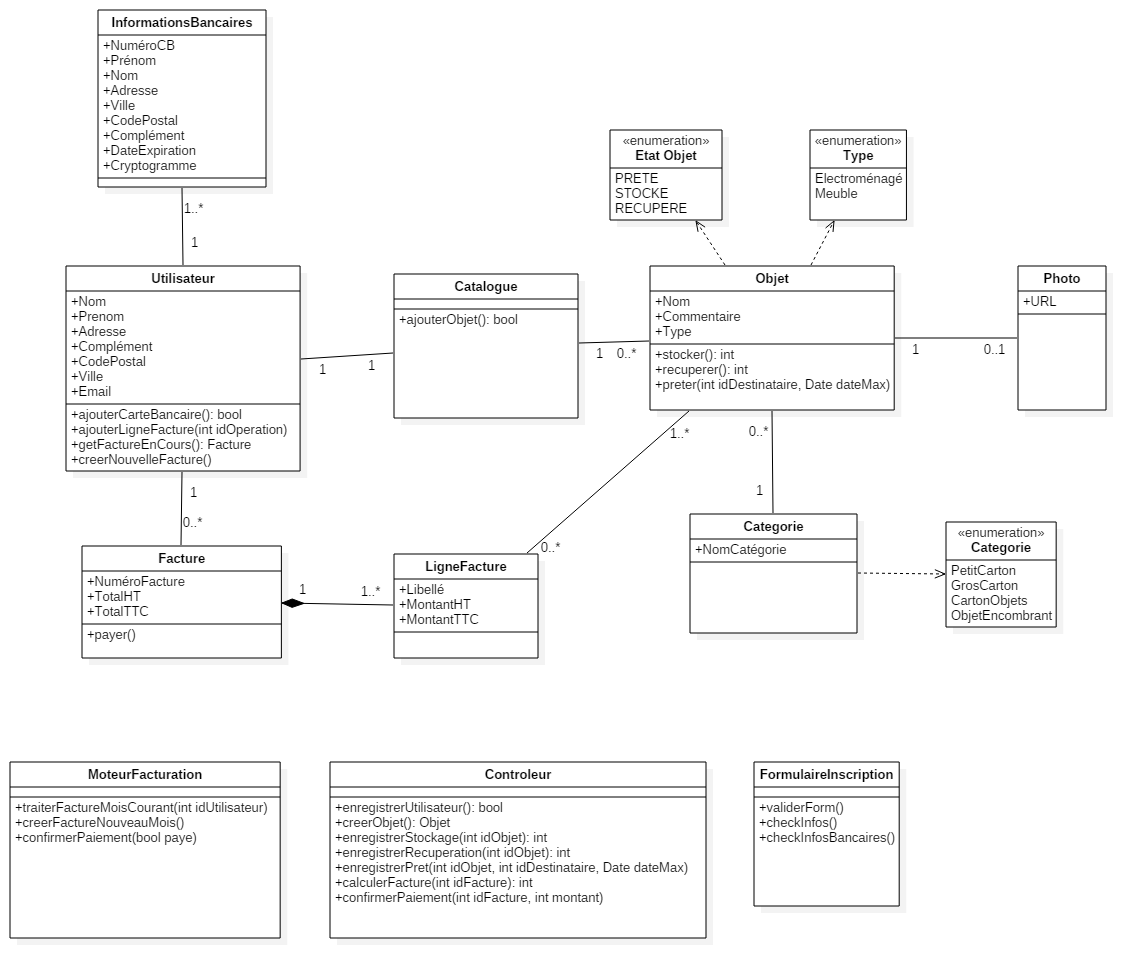 InformationsBancaires
+NuméroCB
+Prénom
+Nom
+Adresse
+Ville
+CodePostal
+Complément
+DateExpiration
+Cryptogramme
1..*
1
«enumeration»
Etat Objet
PRETE
STOCKE
RECUPERE
«enumeration»
Type
Electroménagé
Meuble
Utilisateur
+Nom
+Prenom
+Adresse
+Complément
+CodePostal
+Ville
+Email
+ajouterCarteBancaire(): bool
+ajouterLigneFacture(int idOperation)
+getFactureEnCours(): Facture
+creerNouvelleFacture()
1
1
Catalogue
+ajouterObjet(): bool
1
0..*
Objet
+Nom
+Commentaire
+Type
+stocker(): int
+recuperer(): int
+preter(int idDestinataire, Date dateMax)
1
0..1
Photo
+URL
1..*
0..*
0..*
1
1
0..*
Facture
+NuméroFacture
+TotalHT
+TotalTTC
+payer()
1
1..*
LigneFacture
+Libellé
+MontantHT
+MontantTTC
Categorie
+NomCatégorie
«enumeration»
Categorie
PetitCarton
GrosCarton
CartonObjets
ObjetEncombrant
MoteurFacturation
+traiterFactureMoisCourant(int idUtilisateur)
+creerFactureNouveauMois()
+confirmerPaiement(bool paye)
Controleur
+enregistrerUtilisateur(): bool
+creerObjet(): Objet
+enregistrerStockage(int idObjet): int
+enregistrerRecuperation(int idObjet): int
+enregistrerPret(int idObjet, int idDestinataire, Date dateMax)
+calculerFacture(int idFacture): int
+confirmerPaiement(int idFacture, int montant)
FormulaireInscription
+validerForm()
+checkInfos()
+checkInfosBancaires()